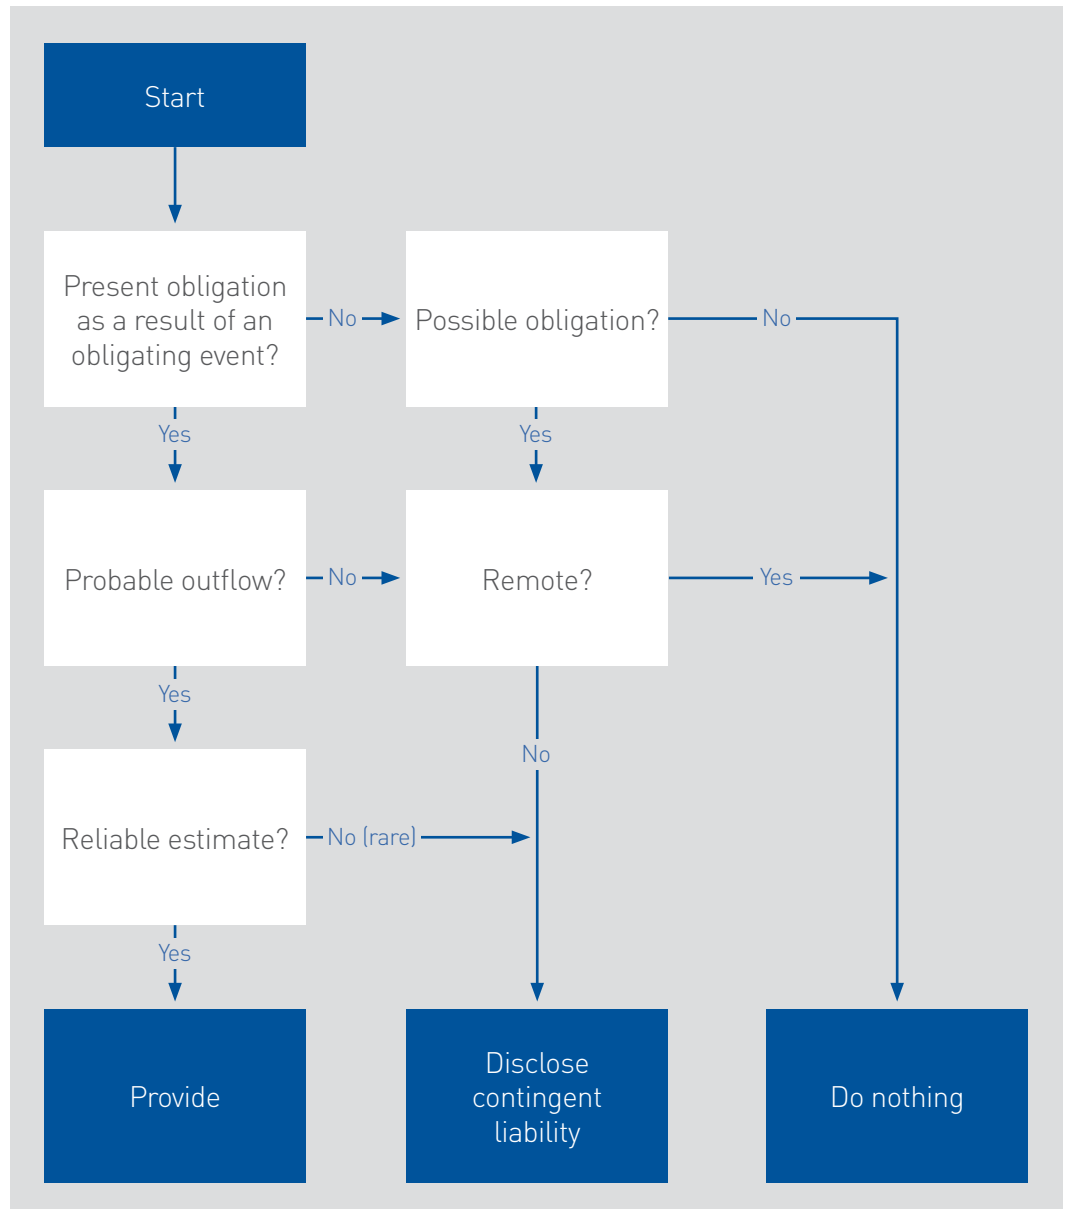 Start
Present obligation
as a result of an
obligating event?
No
Possible obligation?
No
Yes
Yes
Probable outflow?
No
Remote?
Yes
Yes
No
Reliable estimate?
No (rare)
Yes
Provide
Disclose
contingent
liability
Do nothing